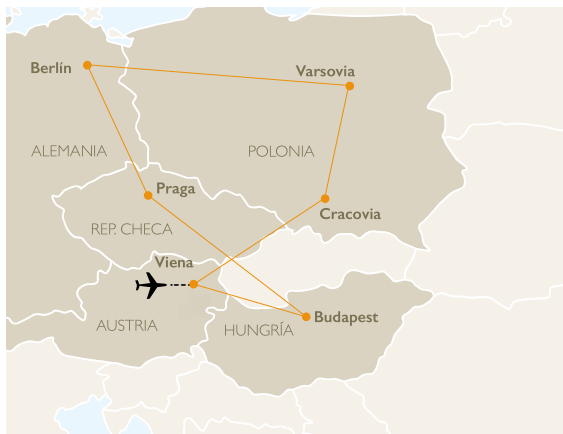 Berlín
Varsovia
ALEMANIA
POLONIA
Praga
Cracovia
REP. CHECA
Viena
AUSTRIA
HUNGRÍA
Budapest